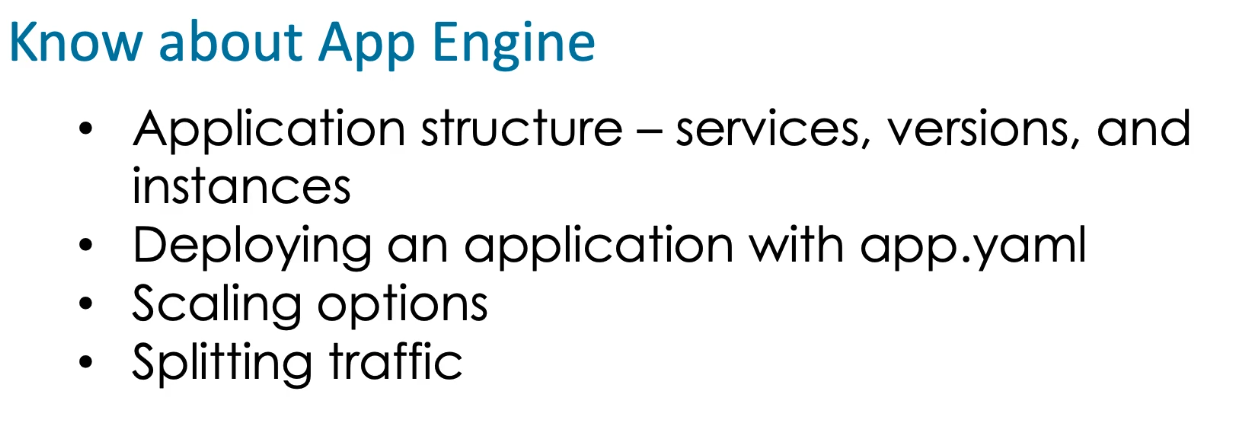 Know about App Engine
• Application structure – services, versions, and
instances
• Deploying an application with app.yaml
• Scaling options
• Splitting traffic